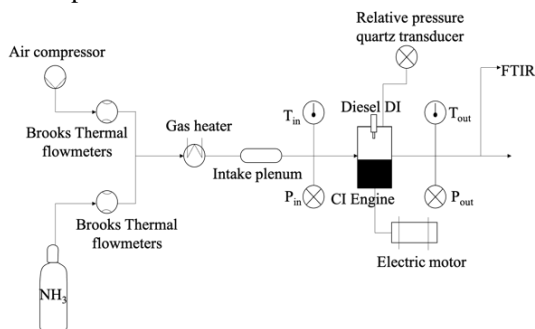 Relative pressure
quartz transducer
Air compressor
FTIR
Diesel DI
T_in
T_out
Gas heater
Brooks Thermal
flowmeters
Intake plenum
P_in
CI Engine
P_out
Brooks Thermal
flowmeters
Electric motor
NH₃